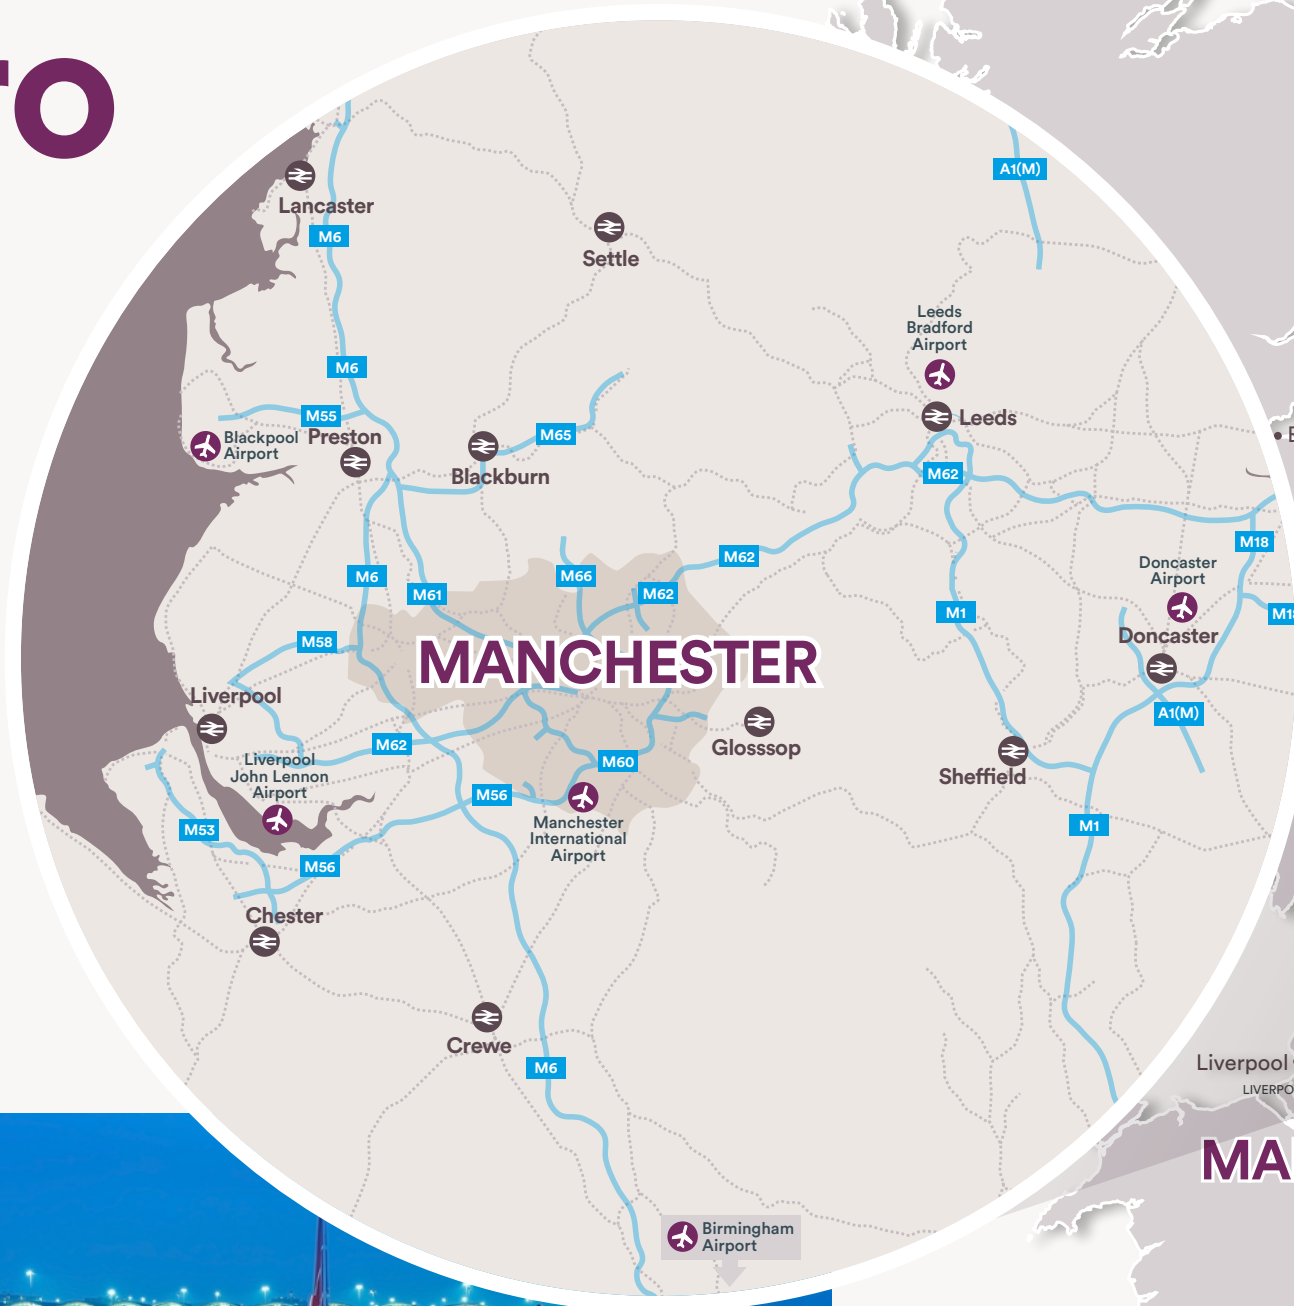 TO
A1(M)
Lancaster
M6
Settle
Leeds
Bradford
Airport
M6
M55
Blackpool
Airport
Preston
M65
Blackburn
Leeds
M62
M18
M62
M6
M61
M66
M62
Doncaster
Airport
M1
M18
Doncaster
M58
MANCHESTER
Liverpool
A1(M)
Glosssop
M62
Sheffield
M60
Liverpool
John Lennon
Airport
M56
M53
Manchester
International
Airport
M1
M56
Chester
Crewe
M6
Liverpool
LIVERPO
MA
Birmingham
Airport